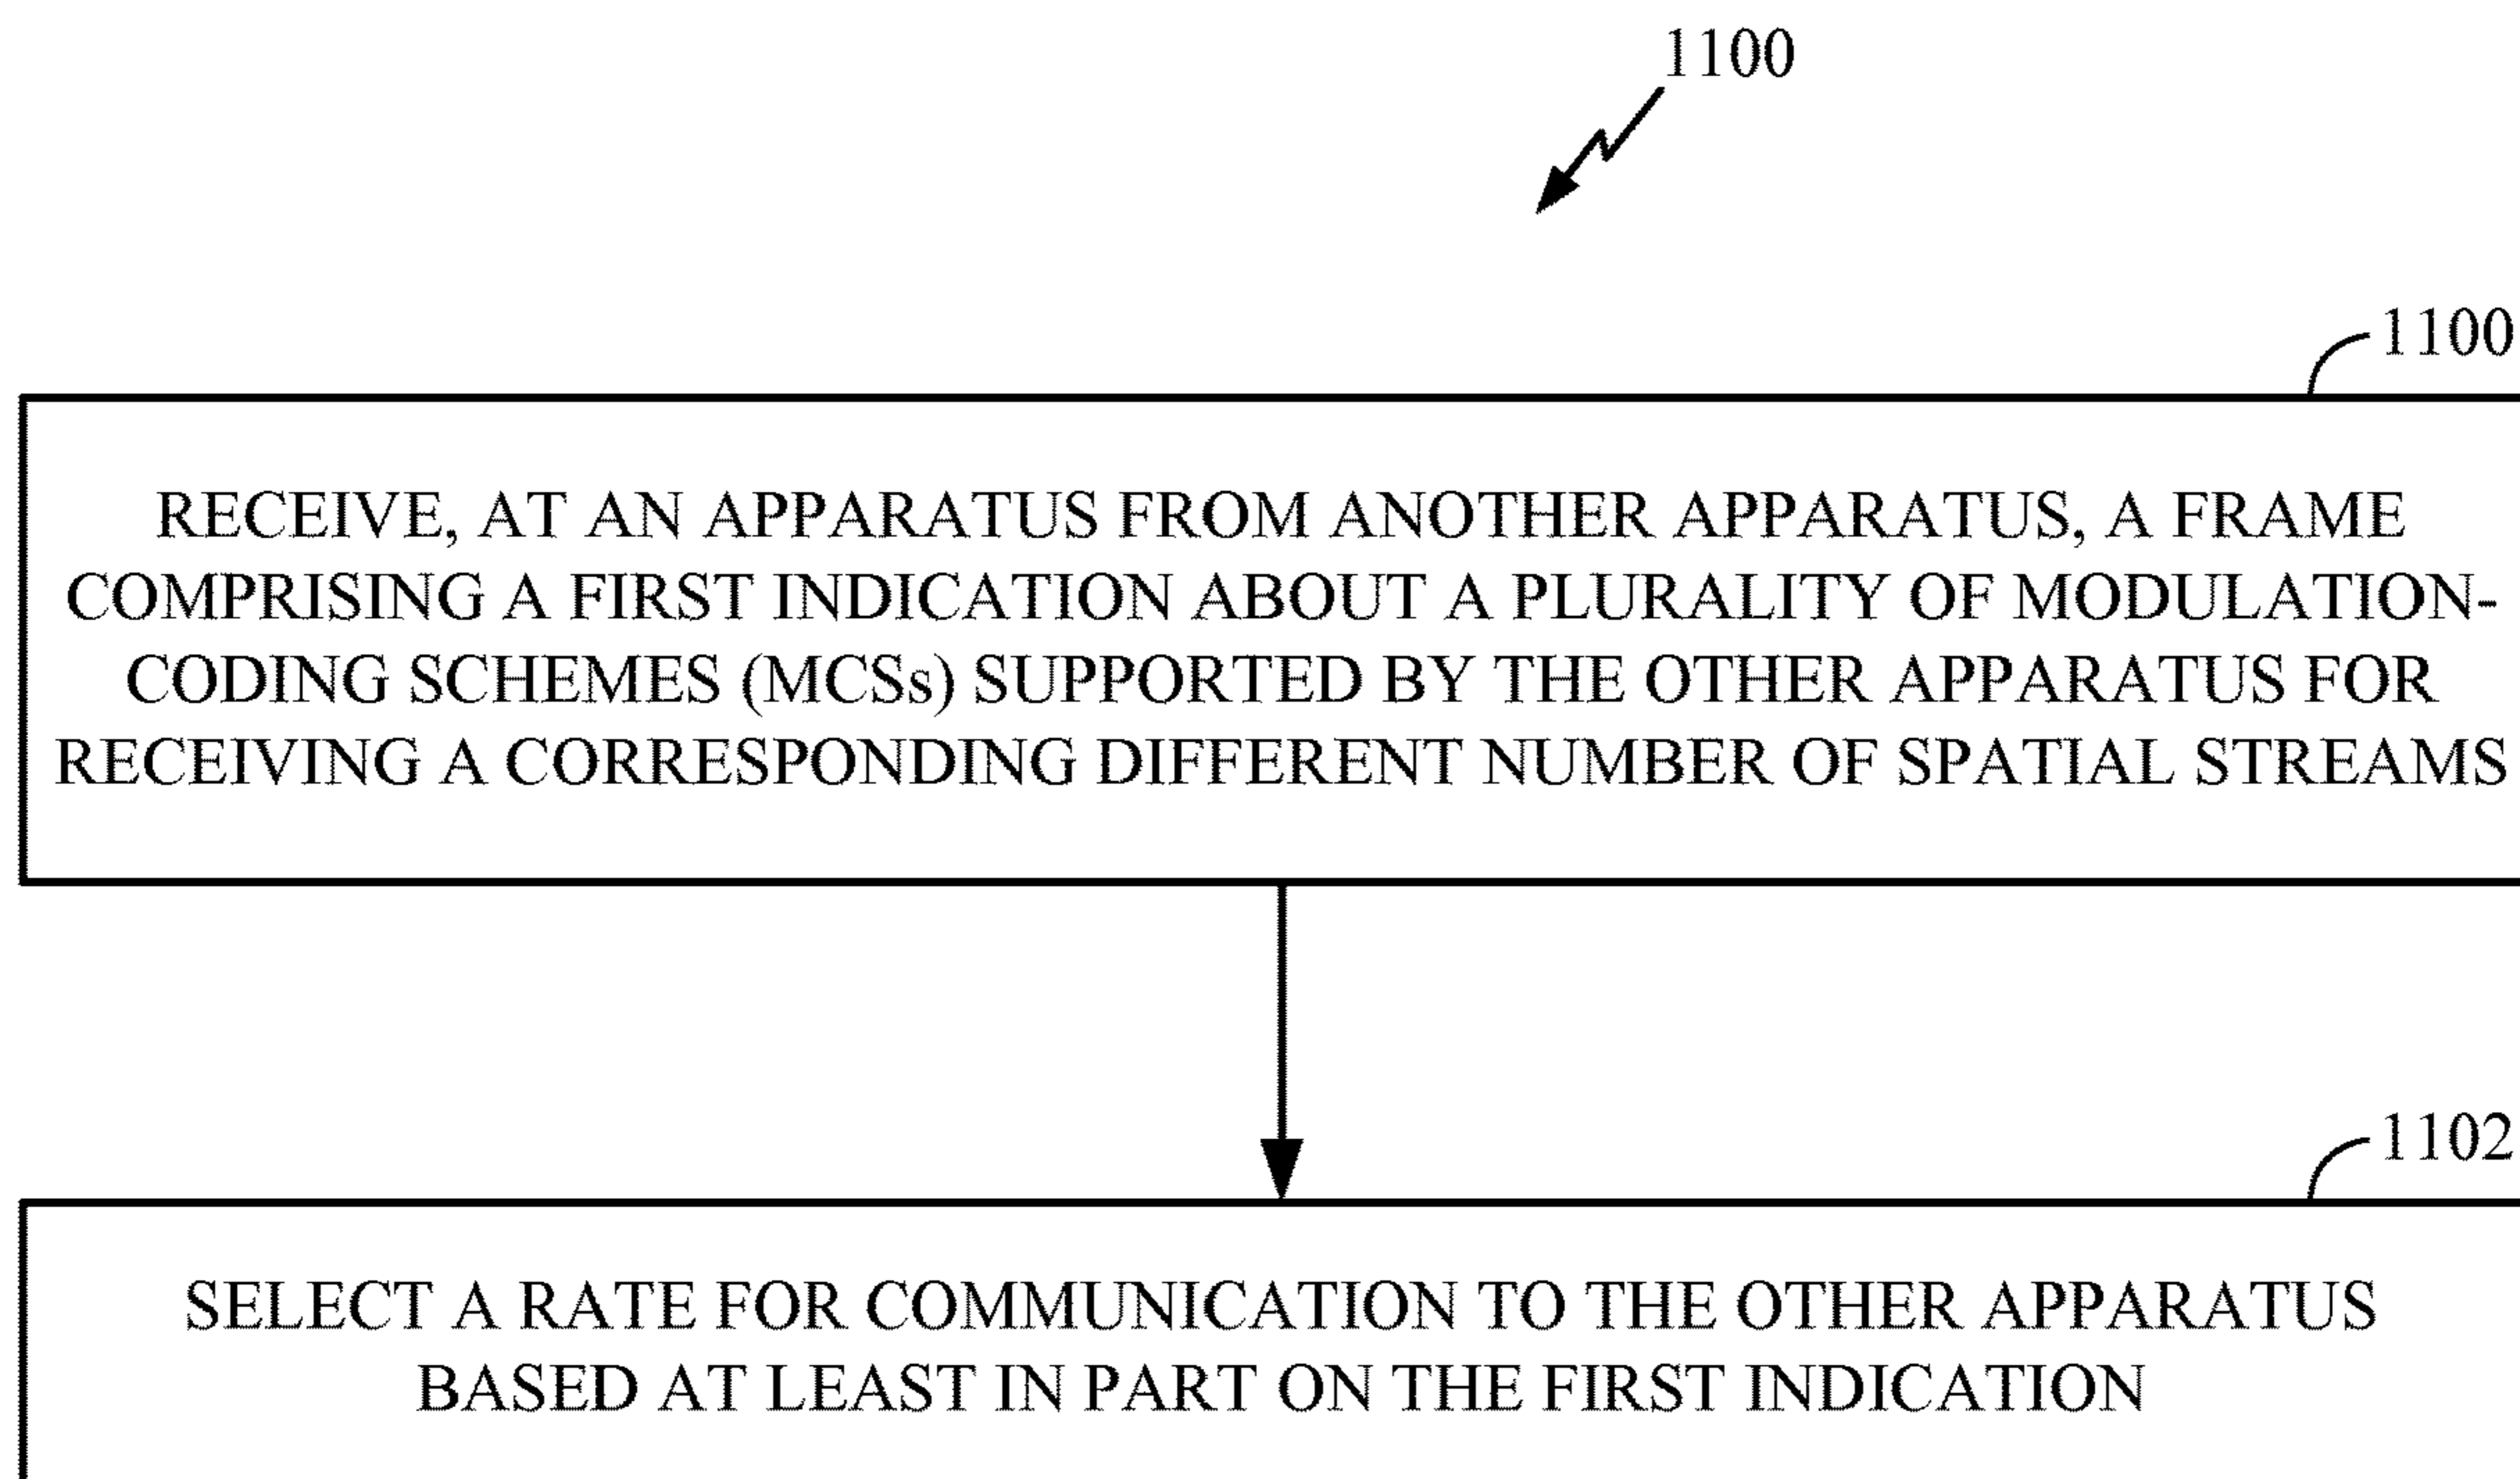 1100
1100
RECEIVE, AT AN APPARATUS FROM ANOTHER APPARATUS, A FRAME
COMPRISING A FIRST INDICATION ABOUT A PLURALITY OF MODULATION-
CODING SCHEMES (MCSs) SUPPORTED BY THE OTHER APPARATUS FOR
RECEIVING A CORRESPONDING DIFFERENT NUMBER OF SPATIAL STREAMS
1102
SELECT A RATE FOR COMMUNICATION TO THE OTHER APPARATUS
BASED AT LEAST IN PART ON THE FIRST INDICATION